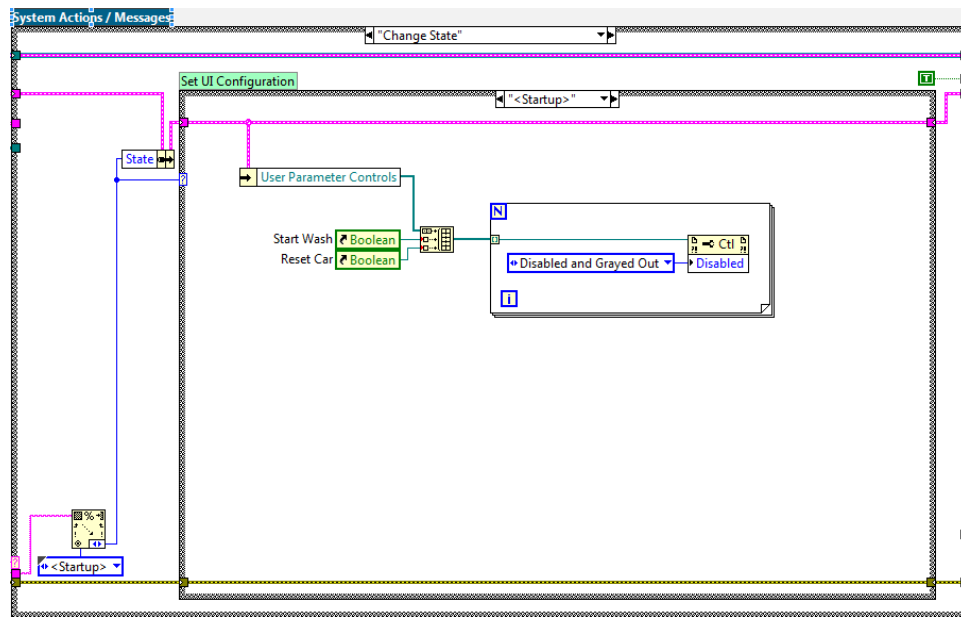 System Actions / Messages
"Change State"
Set UI Configuration
T
"<Startup>"
State
?
User Parameter Controls
N
Start Wash Boolean
Reset Car Boolean
Ctl
Disabled and Grayed Out
Disabled
i
%
?
<Startup>